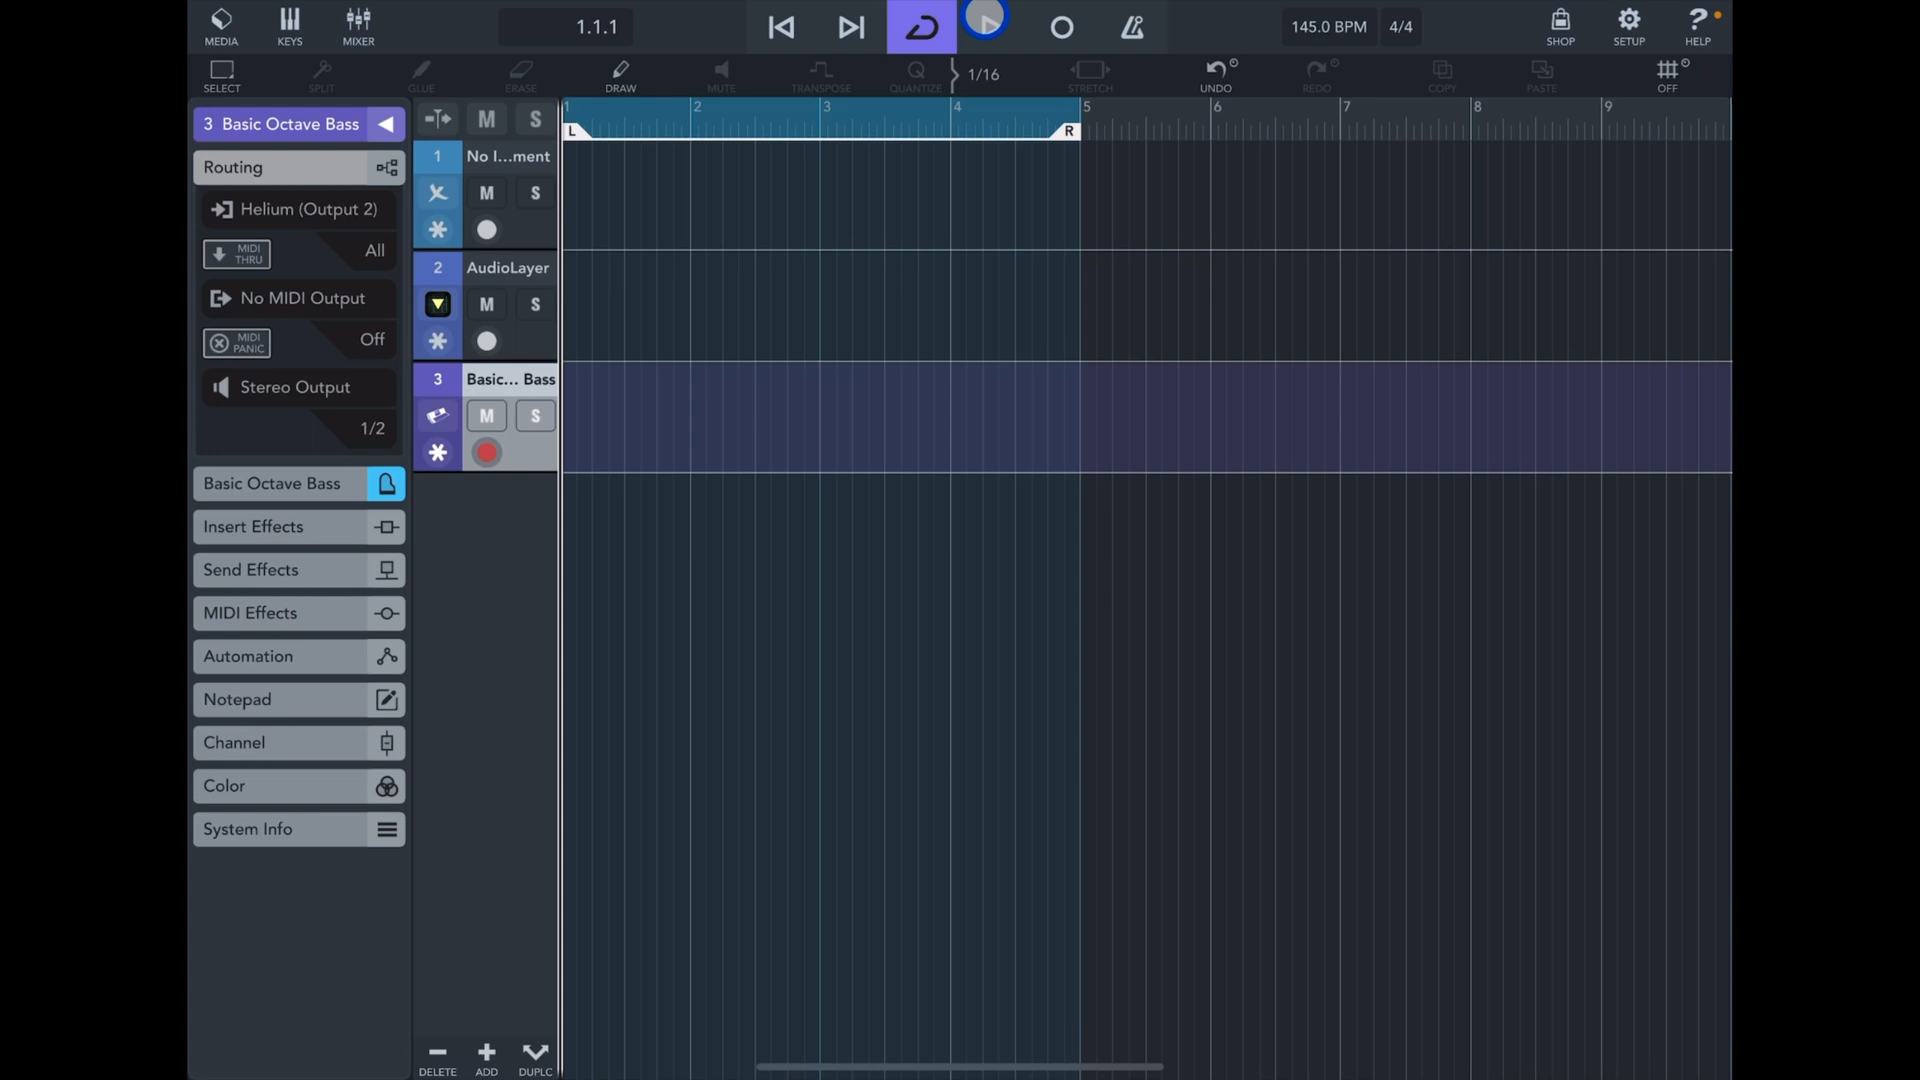 MEDIA
KEYS
MIXER
1.1.1
145.0 BPM
4/4
SHOP
SETUP
HELP
SELECT
SPLIT
GLUE
ERASE
DRAW
MUTE
TRANSPOSE
QUANTIZE
1/16
STRETCH
UNDO
REDO
COPY
PASTE
OFF
3 Basic Octave Bass
M
S
1
2
3
4
5
6
7
8
9
L
R
Routing
Helium (Output 2)
MIDI
THRU
All
No MIDI Output
MIDI
PANIC
Off
Stereo Output
1/2
1
No I...ment
M
S
2
AudioLayer
M
S
3
Basic... Bass
M
S
Basic Octave Bass
Insert Effects
Send Effects
MIDI Effects
Automation
Notepad
Channel
Color
System Info
DELETE
ADD
DUPLC